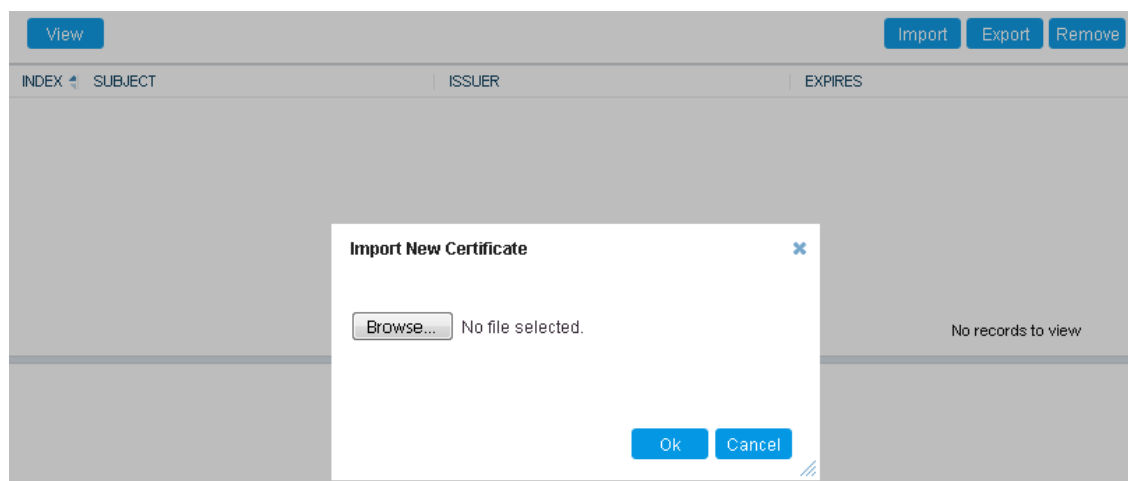 View Import Export Remove
INDEX SUBJECT ISSUER EXPIRES
Import New Certificate
Browse... No file selected.
No records to view
Ok Cancel